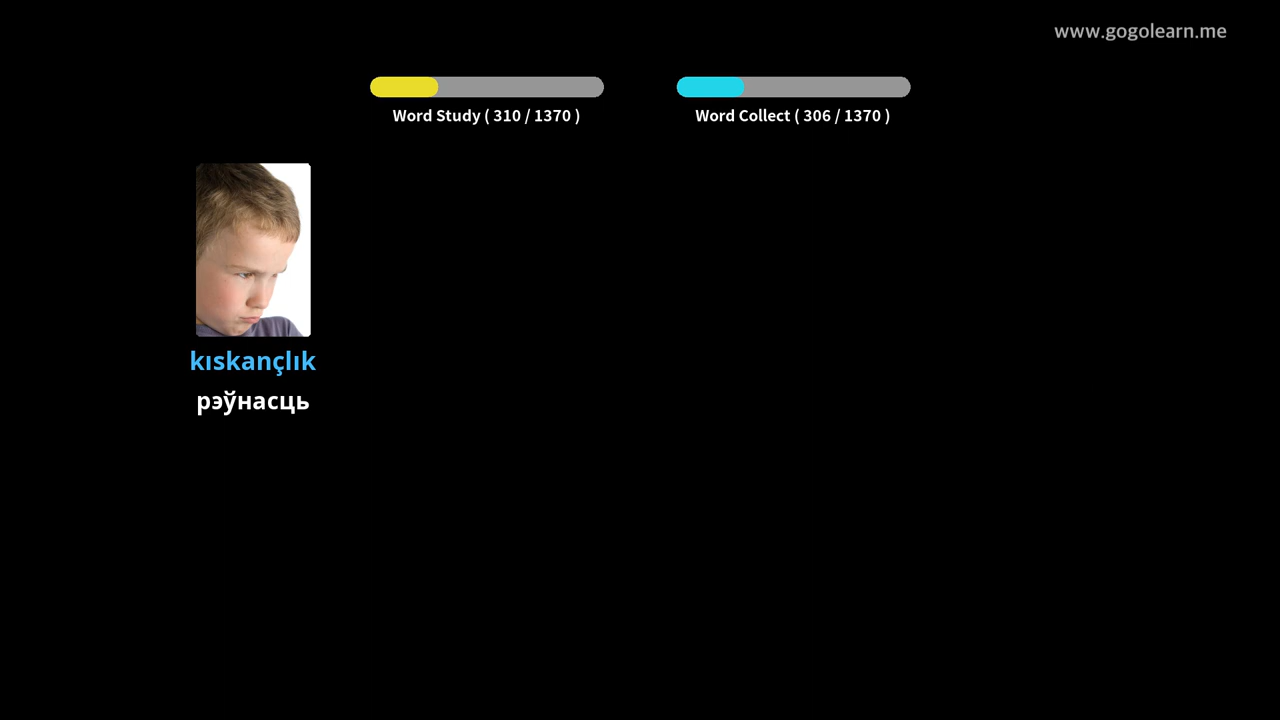 www.gogolearn.me
Word Study ( 310 / 1370 )
Word Collect ( 306 / 1370 )
kıskançlık
рэўнасць